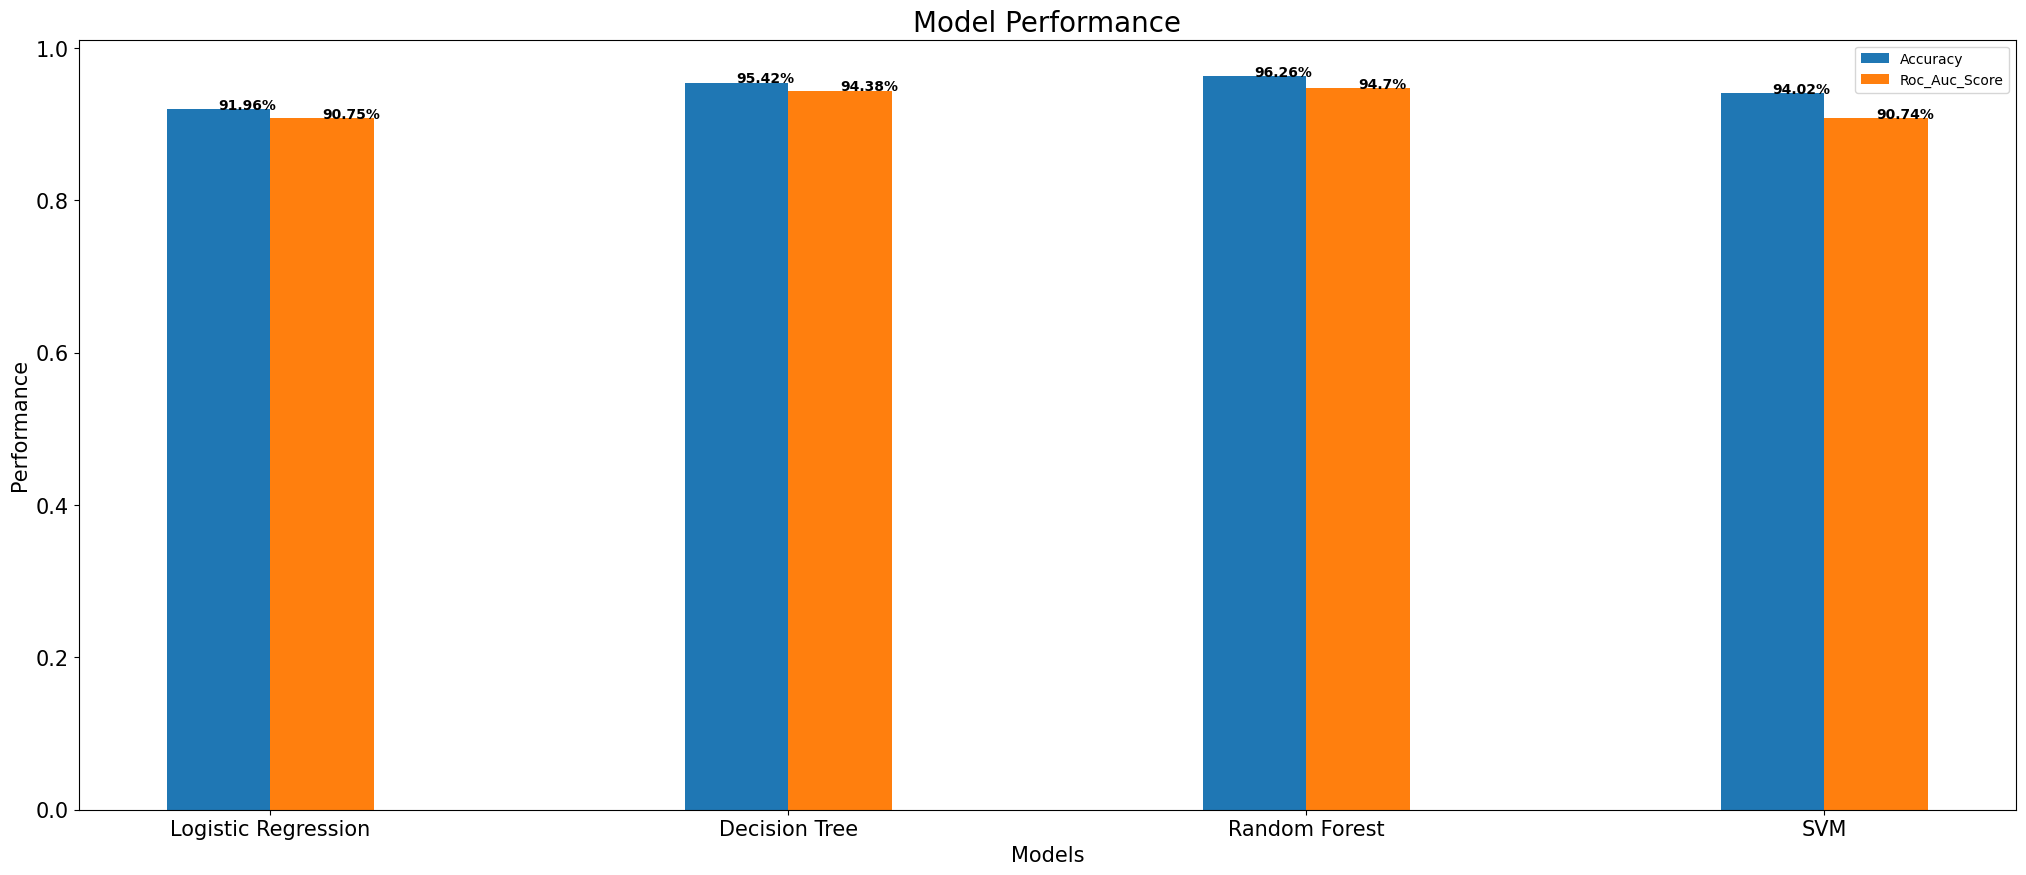 Model Performance
Accuracy
Roc_Auc_Score
91.96%
90.75%
95.42%
94.38%
96.26%
94.7%
94.02%
90.74%
1.0
0.8
0.6
0.4
0.2
0.0
Performance
Logistic Regression
Decision Tree
Random Forest
SVM
Models